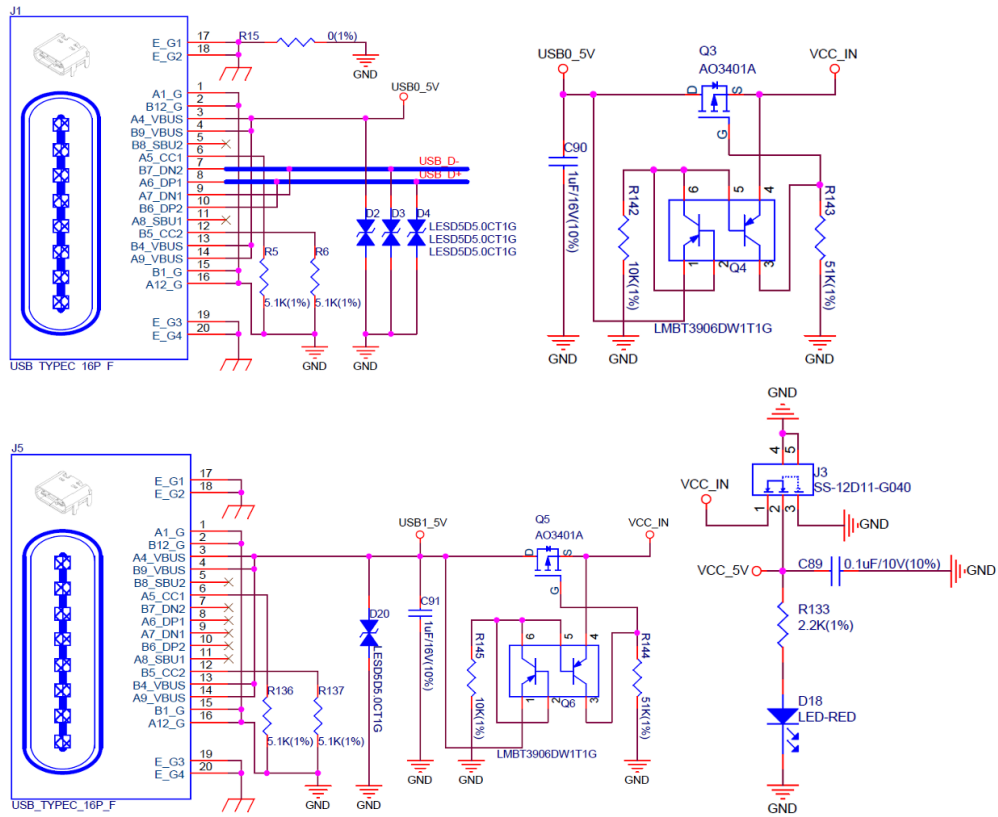 J1
E_G1 17
E_G2 18
R15 0(1%)
GND
A1_G 1
B12_G 2
A4_VBUS 3
B9_VBUS 4
B8_SBU2 5
A5_CC1 6
B7_DN2 7
A6_DP1 8
A7_DN1 9
B6_DP2 10
A8_SBU1 11
B5_CC2 12
B4_VBUS 13
A9_VBUS 14
B1_G 15
A12_G 16
E_G3 19
E_G4 20
USB_TYPEC_16P_F
USB0_5V
USB_D-
USB_D+
D2 D3 D4
LESD5D5.0CT1G
LESD5D5.0CT1G
LESD5D5.0CT1G
R5 R6
5.1K(1%) 5.1K(1%)
GND GND
USB0_5V
Q3
AO3401A
VCC_IN
D S
G
C90
1uF/16V(10%)
R142
10K(1%)
6 5 4
1 2 3
Q4
LMBT3906DW1T1G
R143
51K(1%)
GND GND GND
J5
E_G1 17
E_G2 18
A1_G 1
B12_G 2
A4_VBUS 3
B9_VBUS 4
B8_SBU2 5
A5_CC1 6
B7_DN2 7
A6_DP1 8
A7_DN1 9
B6_DP2 10
A8_SBU1 11
B5_CC2 12
B4_VBUS 13
A9_VBUS 14
B1_G 15
A12_G 16
E_G3 19
E_G4 20
USB_TYPEC_16P_F
R136 R137
5.1K(1%) 5.1K(1%)
GND
D20
LESD5D5.0CT1G
GND
USB1_5V
C91
1uF/16V(10%)
GND
Q5
AO3401A
VCC_IN
D S
G
R145
10K(1%)
6 5 4
1 2 3
Q6
LMBT3906DW1T1G
R144
51K(1%)
GND GND
GND
4 5
J3
SS-12D11-G040
VCC_IN
1 2 3
GND
VCC_5V
C89 0.1uF/10V(10%)
GND
R133
2.2K(1%)
D18
LED-RED
GND